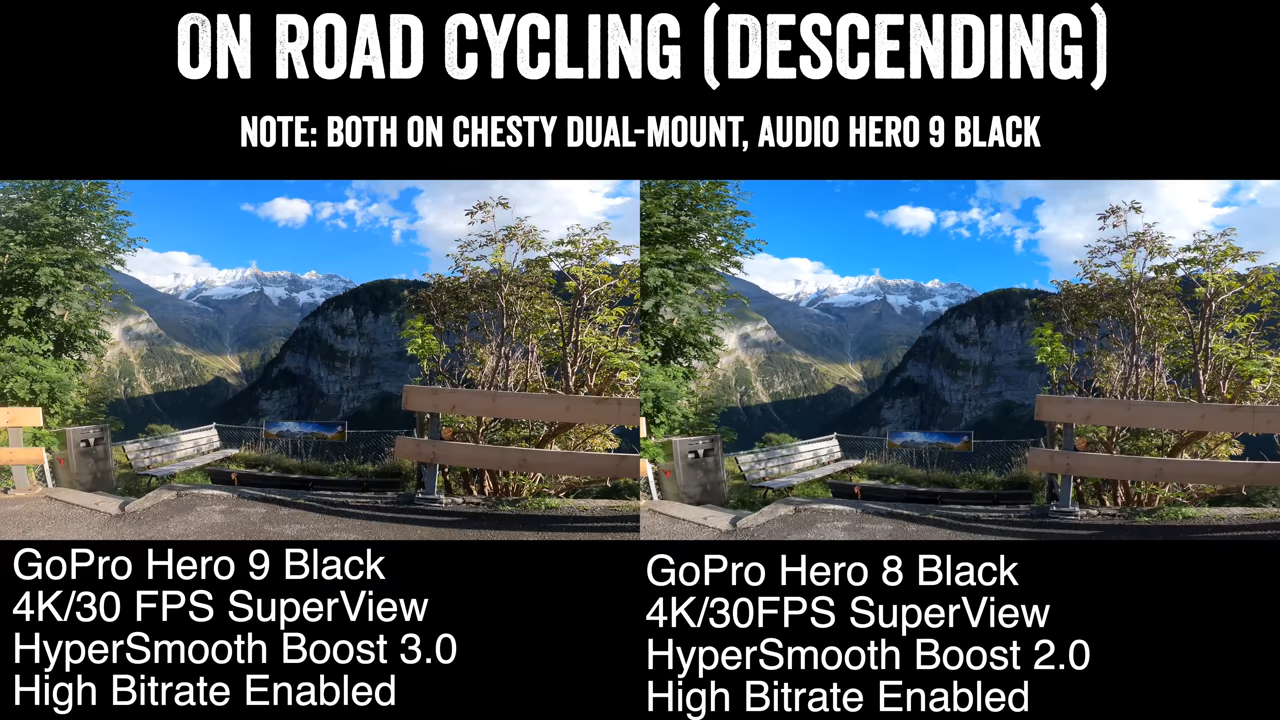 ON ROAD CYCLING (DESCENDING)
NOTE: BOTH ON CHESTY DUAL-MOUNT, AUDIO HERO 9 BLACK
GoPro Hero 9 Black
4K/30 FPS SuperView
HyperSmooth Boost 3.0
High Bitrate Enabled
GoPro Hero 8 Black
4K/30FPS SuperView
HyperSmooth Boost 2.0
High Bitrate Enabled